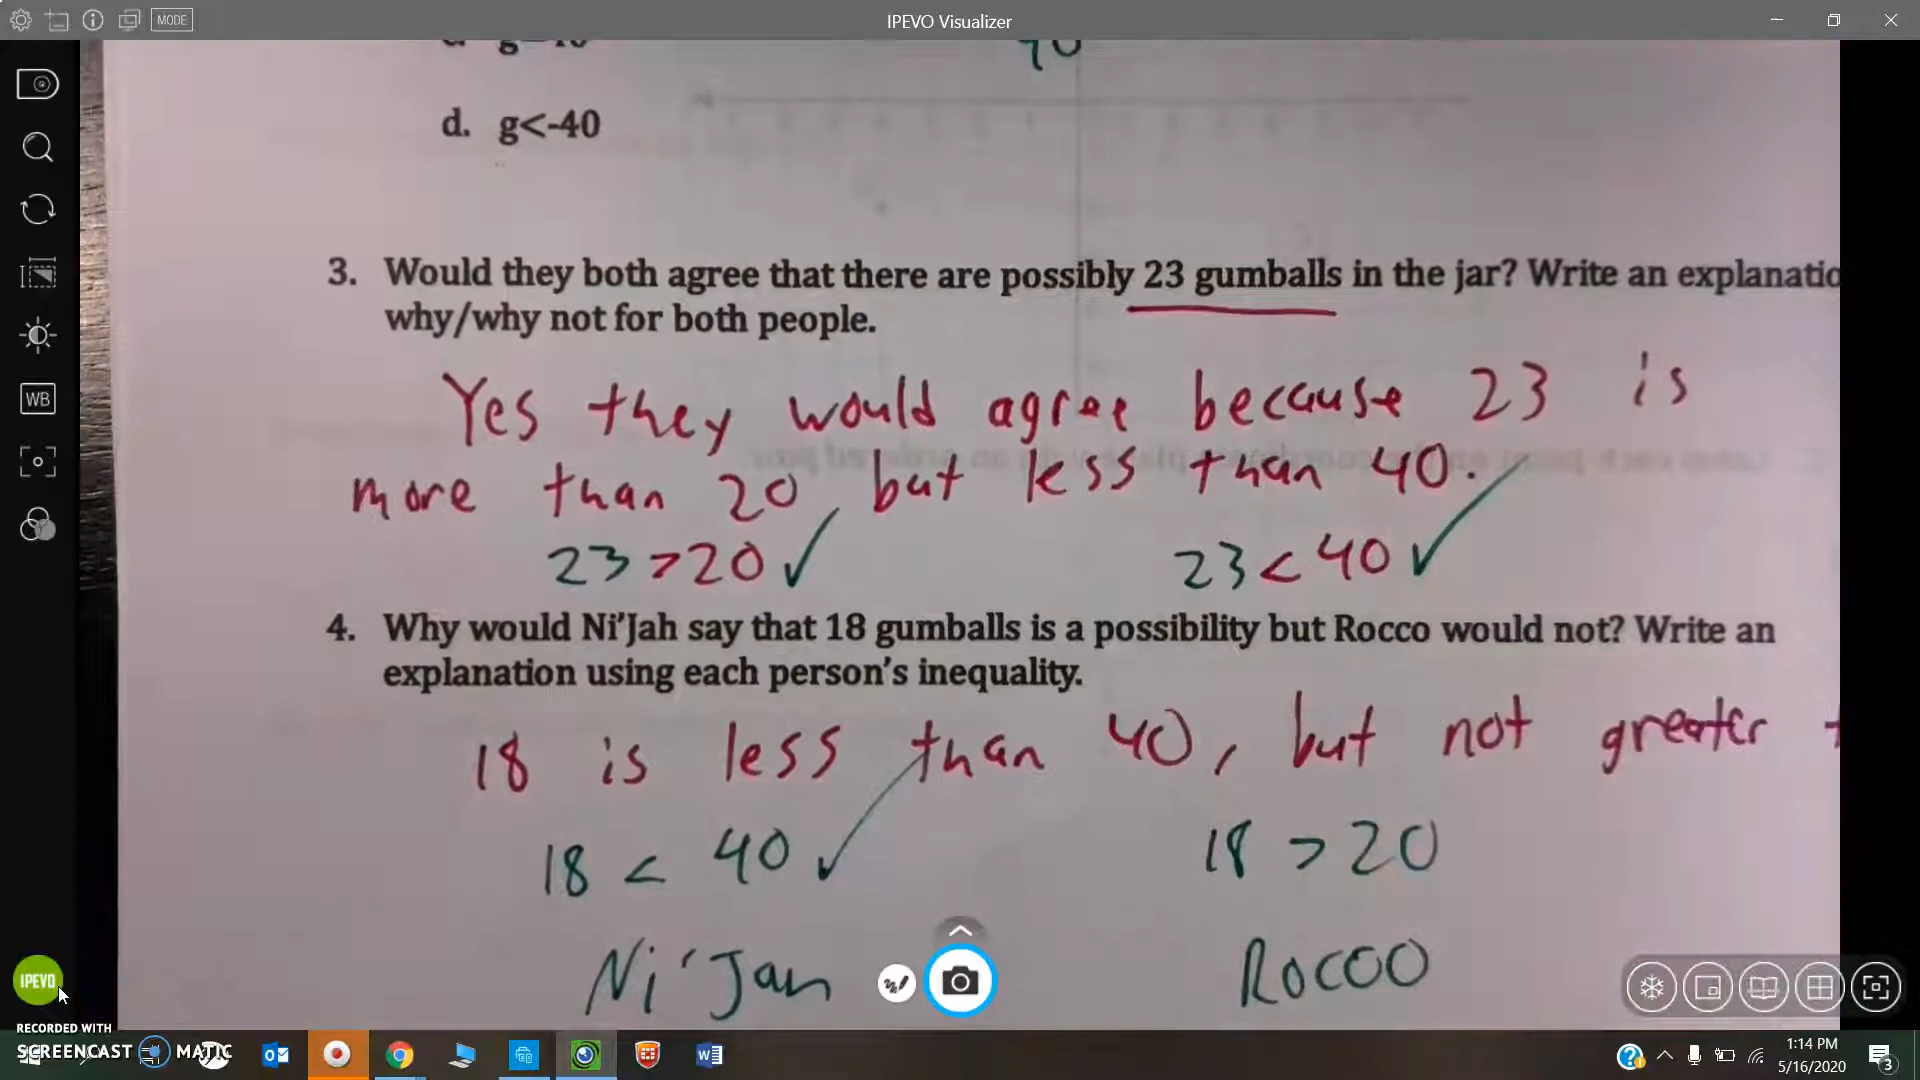 MODE
IPEVO Visualizer
d. g<-40
3. Would they both agree that there are possibly 23 gumballs in the jar? Write an explanatio
why/why not for both people.
Yes they would agree because 23 is
more than 20 but less than 40.
23 >20 ✓ 23 < 40 ✓
4. Why would Ni'Jah say that 18 gumballs is a possibility but Rocco would not? Write an
explanation using each person's inequality.
18 is less than 40, but not greater
18 < 40 ✓ 18 > 20
Ni'Jah Rocco
WB
IPEVO
RECORDED WITH
SCREENCAST MATIC
1:14 PM
5/16/2020
3